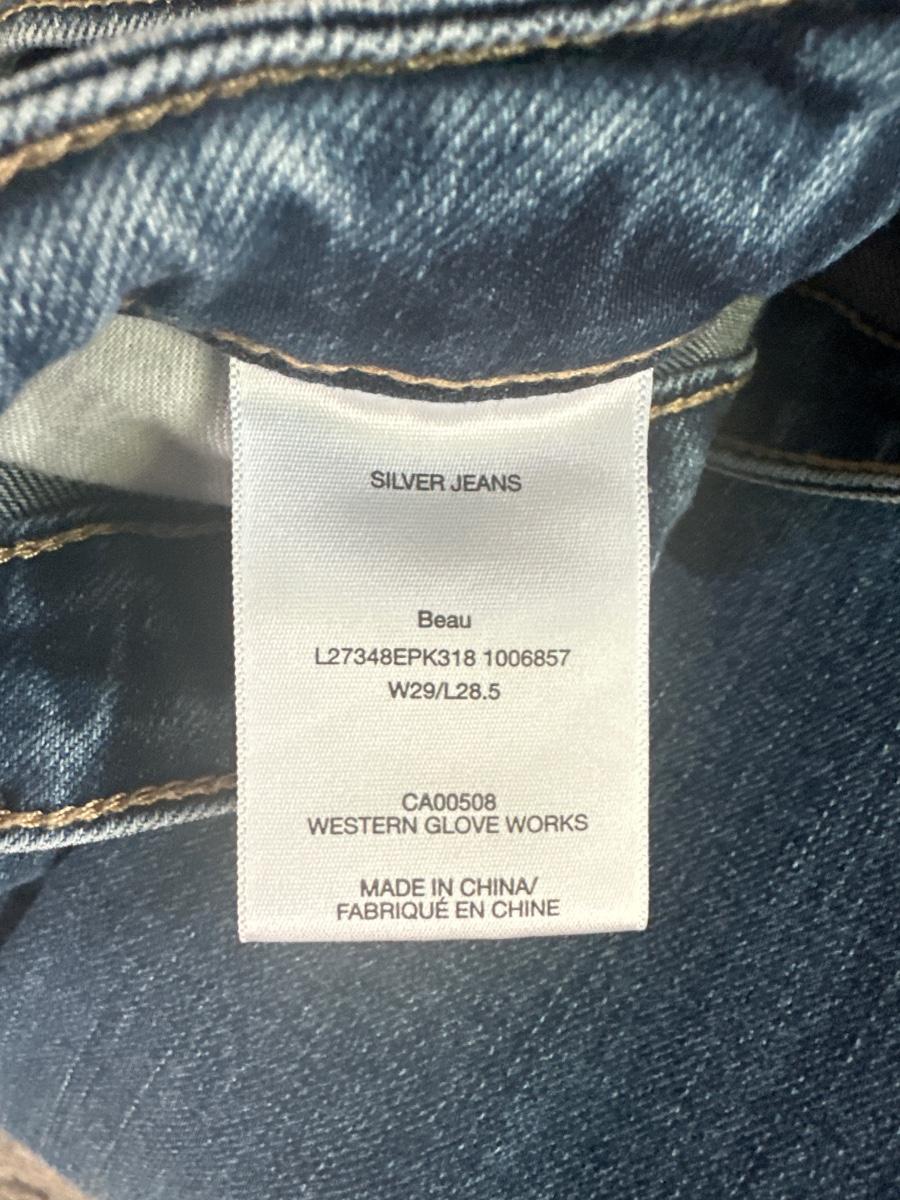 SILVER JEANS
Beau
L27348EPK318 1006857
W29/L28.5
CA00508
WESTERN GLOVE WORKS
MADE IN CHINA/
FABRIQUÉ EN CHINE